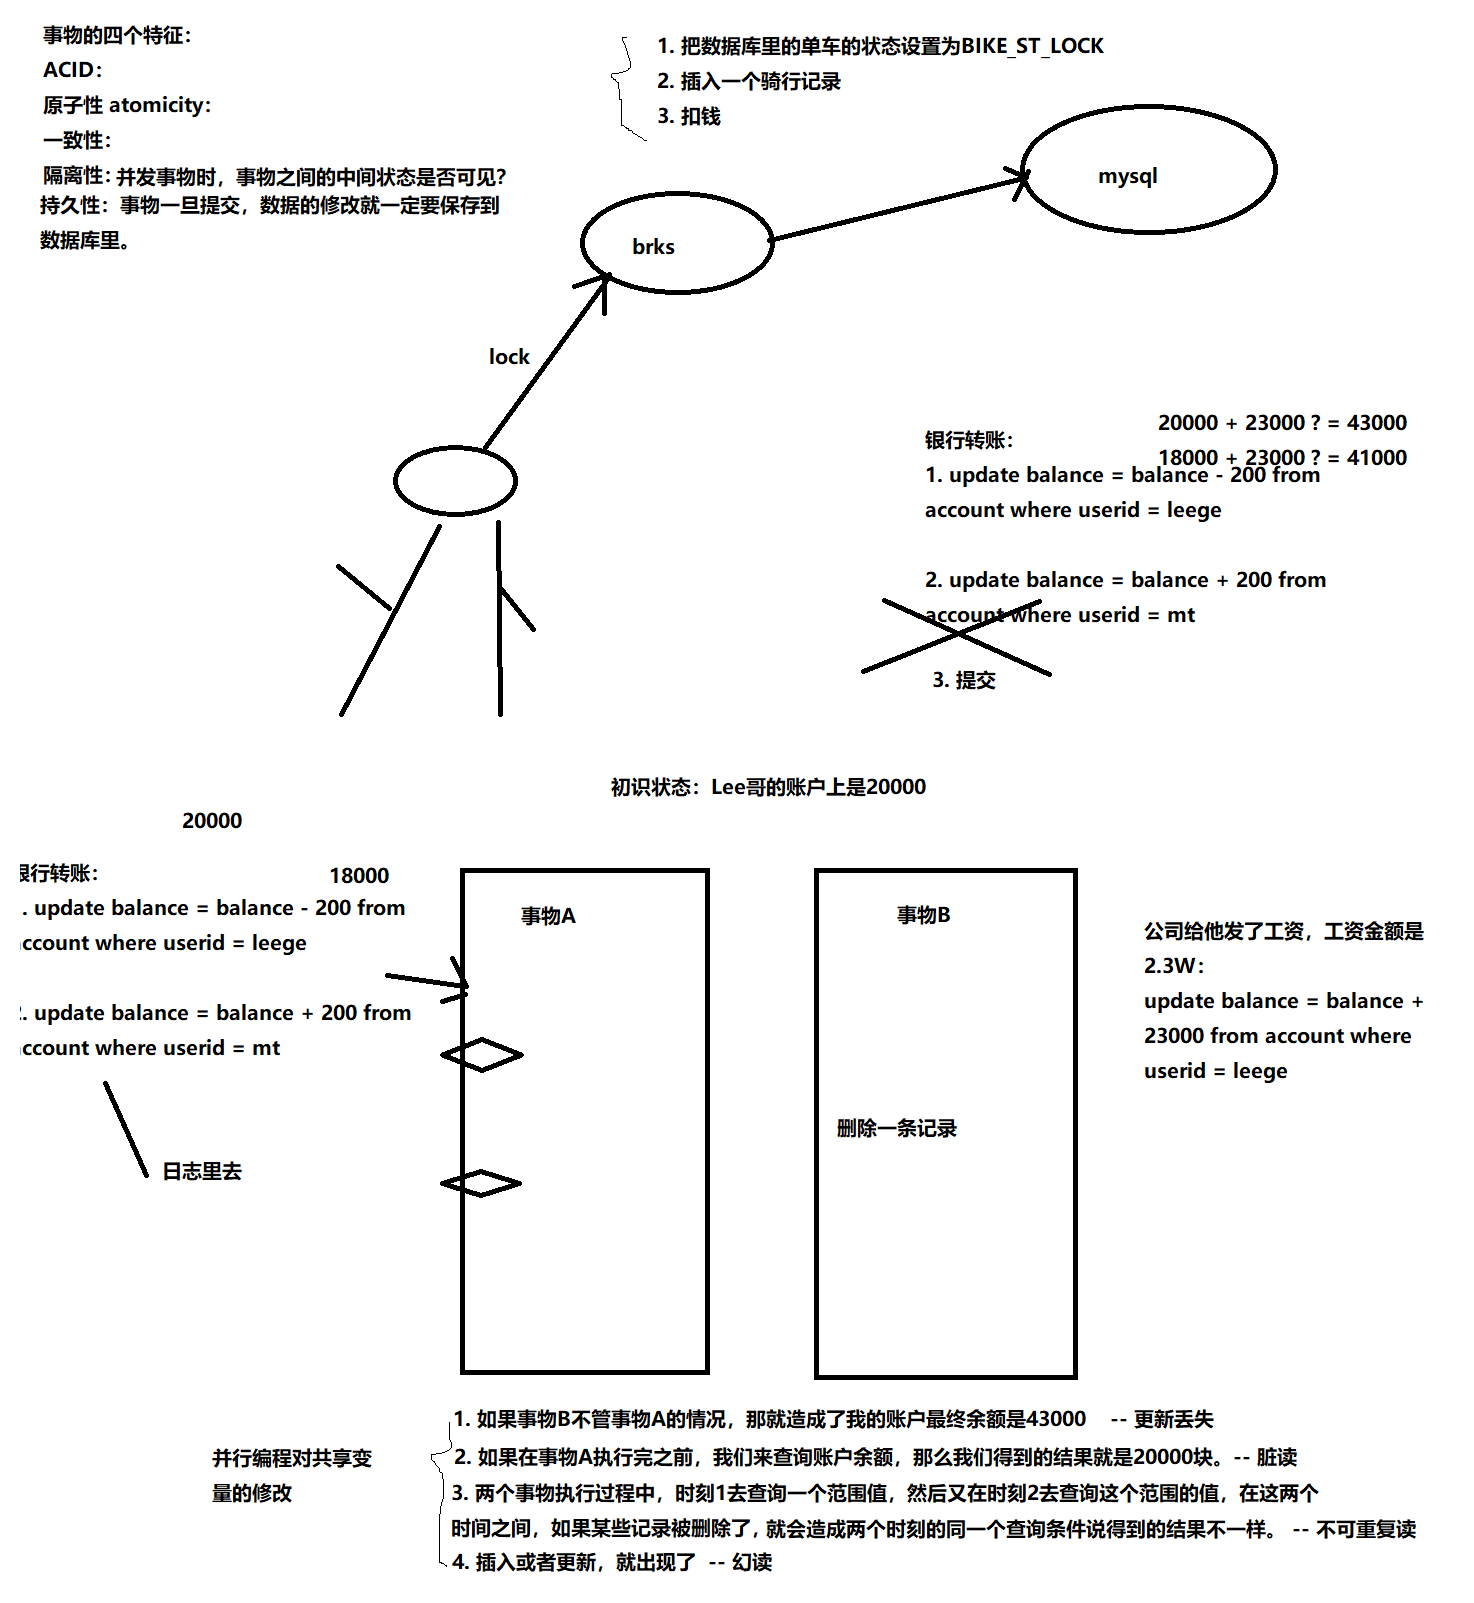 事物的四个特征：
ACID：
原子性 atomicity：
一致性：
隔离性：并发事物时，事物之间的中间状态是否可见？
持久性：事物一旦提交，数据的修改就一定要保存到
数据库里。
1. 把数据库里的单车的状态设置为BIKE_ST_LOCK
2. 插入一个骑行记录
3. 扣钱
mysql
brks
lock
20000 + 23000 ? = 43000
18000 + 23000 ? = 41000
银行转账：
1. update balance = balance - 200 from
account where userid = leege
2. update balance = balance + 200 from
account where userid = mt
3. 提交
初识状态：Lee哥的账户上是20000
20000
银行转账：
18000
. update balance = balance - 200 from
account where userid = leege
2. update balance = balance + 200 from
account where userid = mt
日志里去
事物A
事物B
删除一条记录
公司给他发了工资，工资金额是
2.3W：
update balance = balance +
23000 from account where
userid = leege
并行编程对共享变
量的修改
1. 如果事物B不管事物A的情况，那就造成了我的账户最终余额是43000 -- 更新丢失
2. 如果在事物A执行完之前，我们来查询账户余额，那么我们得到的结果就是20000块。-- 脏读
3. 两个事物执行过程中，时刻1去查询一个范围值，然后又在时刻2去查询这个范围的值，在这两个
时间之间，如果某些记录被删除了，就会造成两个时刻的同一个查询条件说得到的结果不一样。 -- 不可重复读
4. 插入或者更新，就出现了 -- 幻读